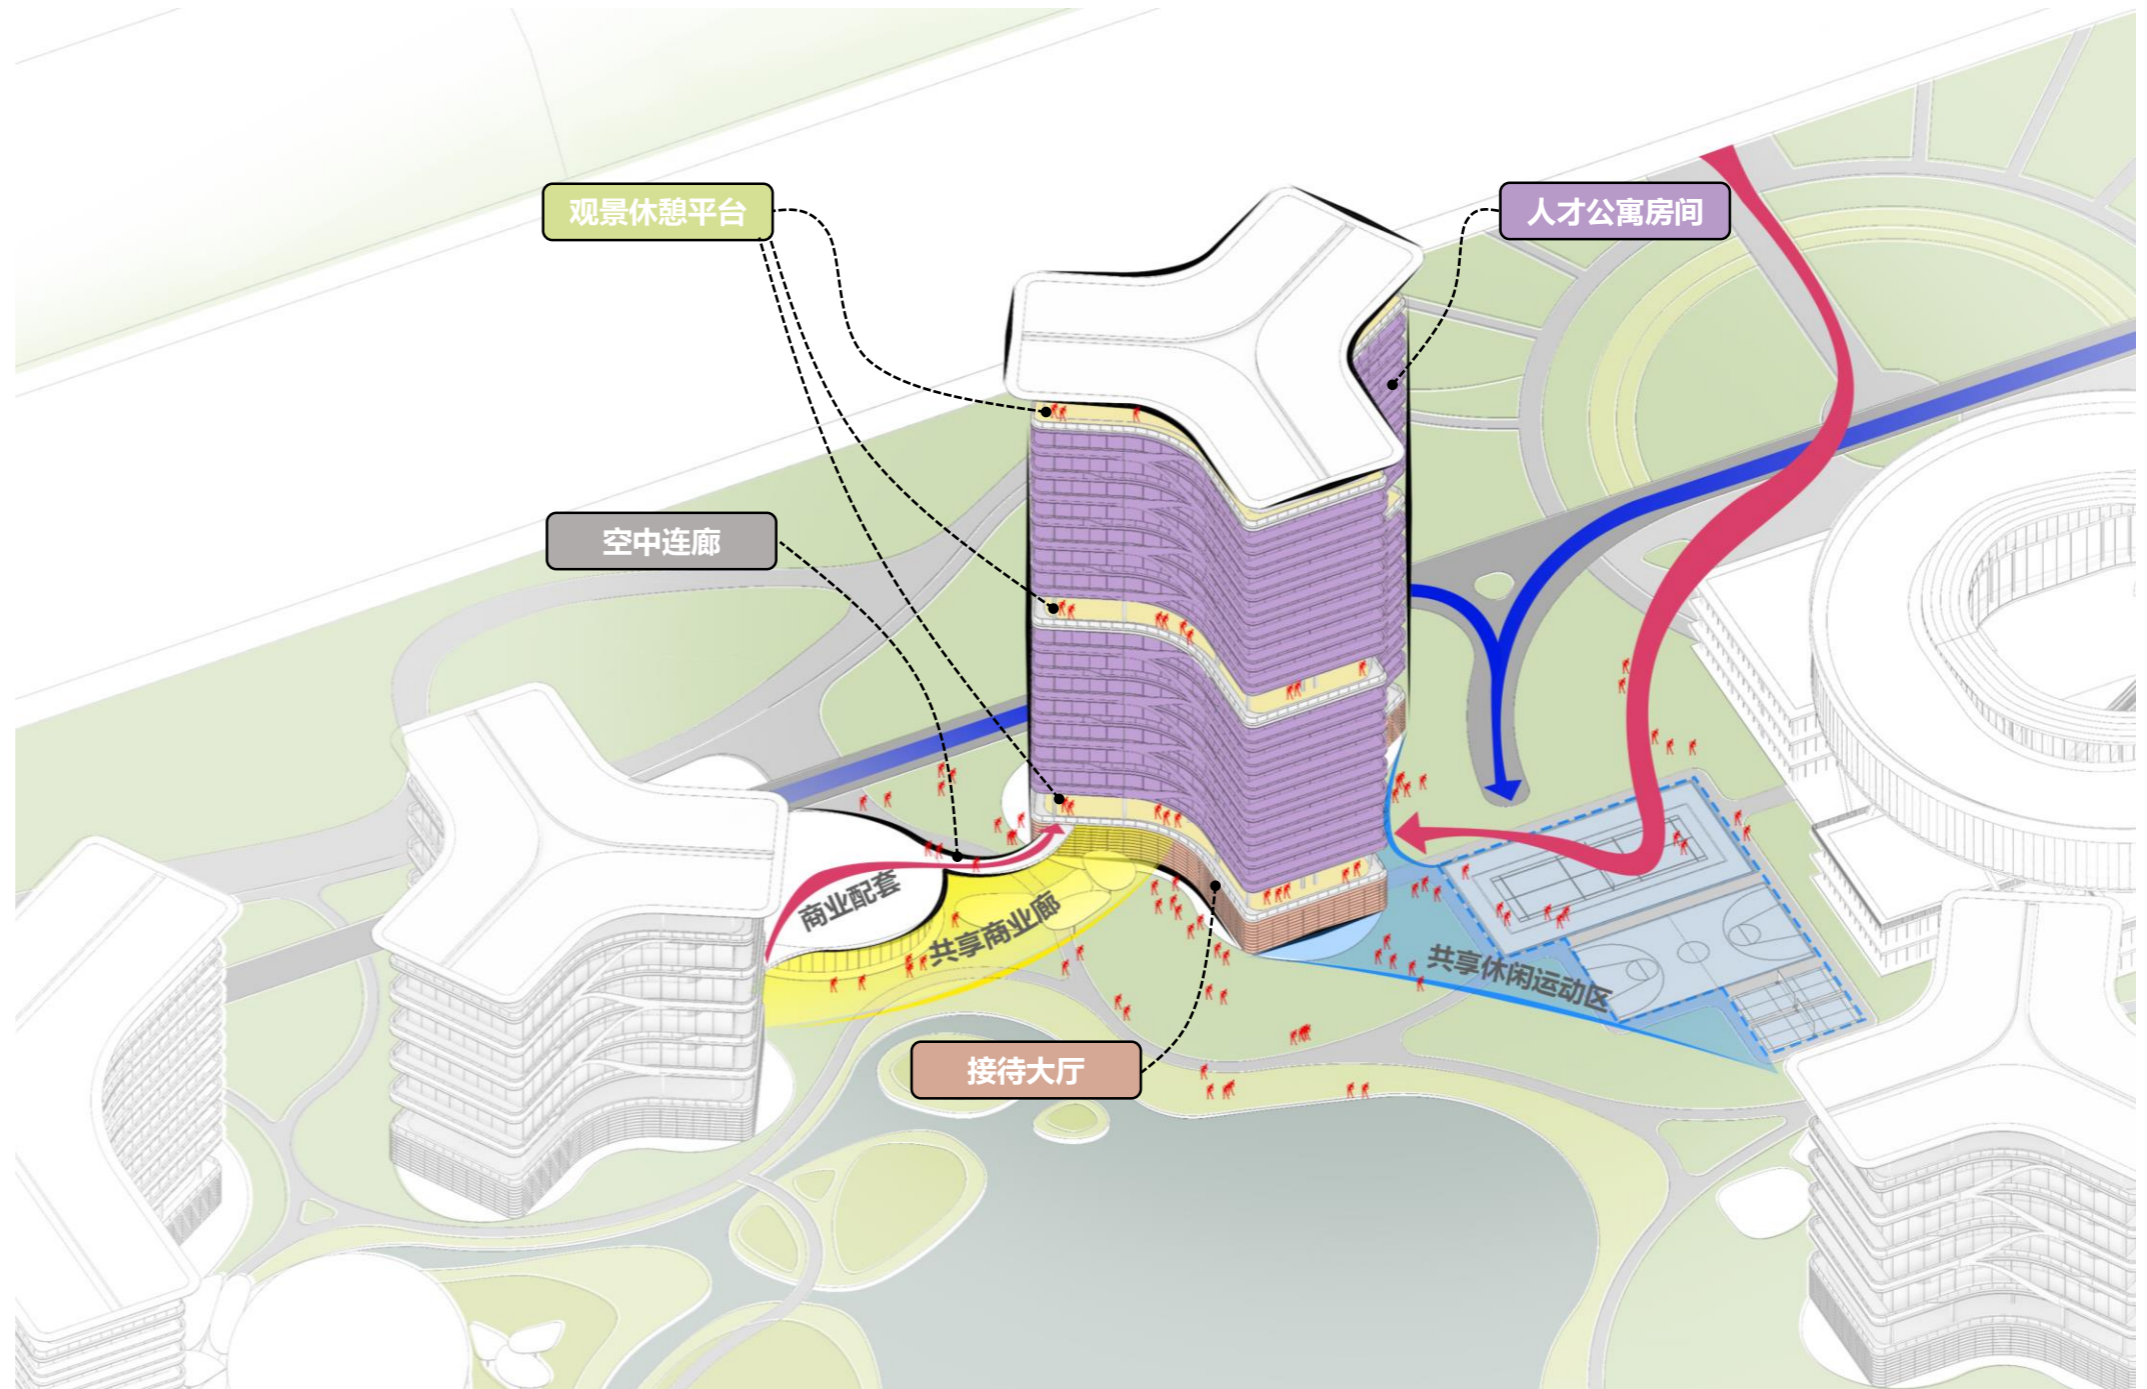 观景休憩平台
人才公寓房间
空中连廊
商业配套
共享商业廊
共享休闲运动区
接待大厅